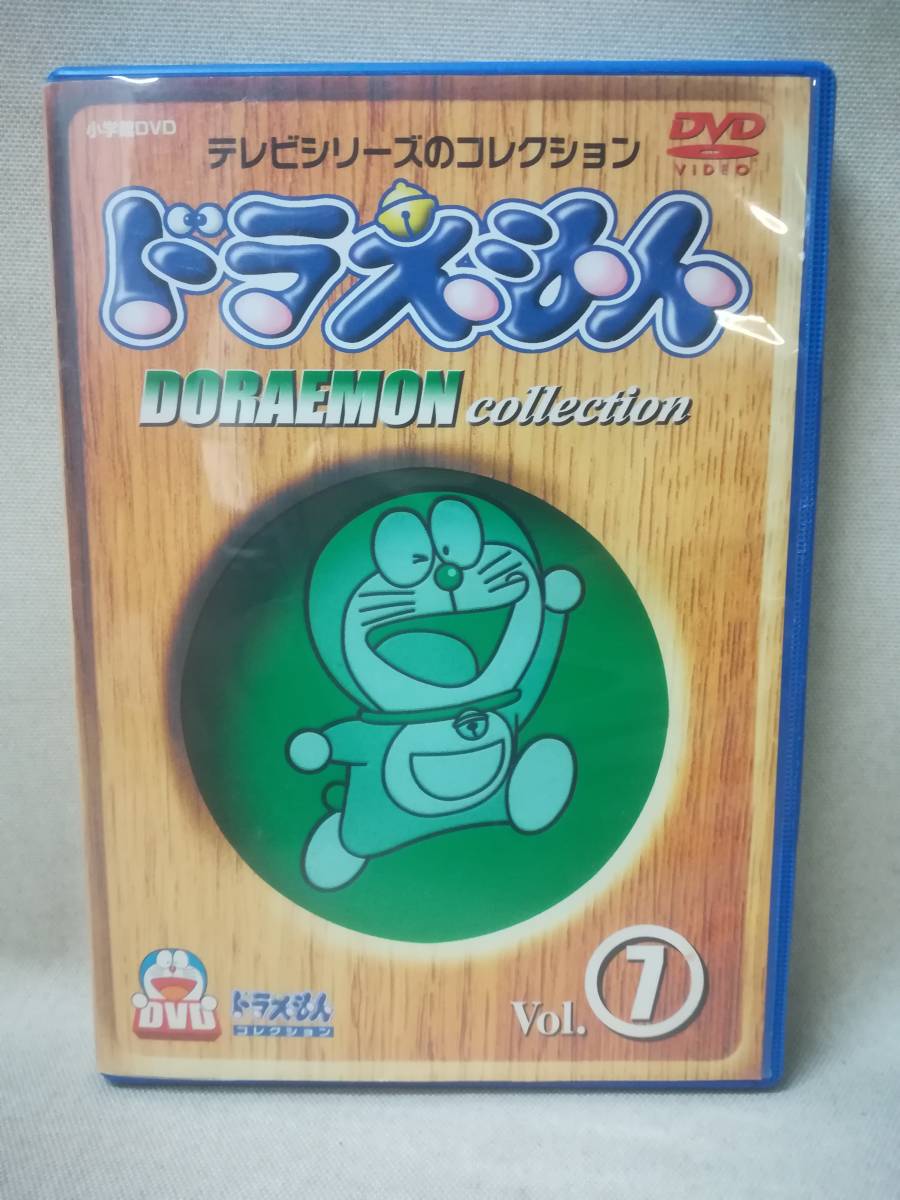 小学館DVD
テレビシリーズのコレクション
DVD
VIDEO
ドラえもん
DORAEMON collection
DVD
ドラえもん
コレクション
Vol. 7